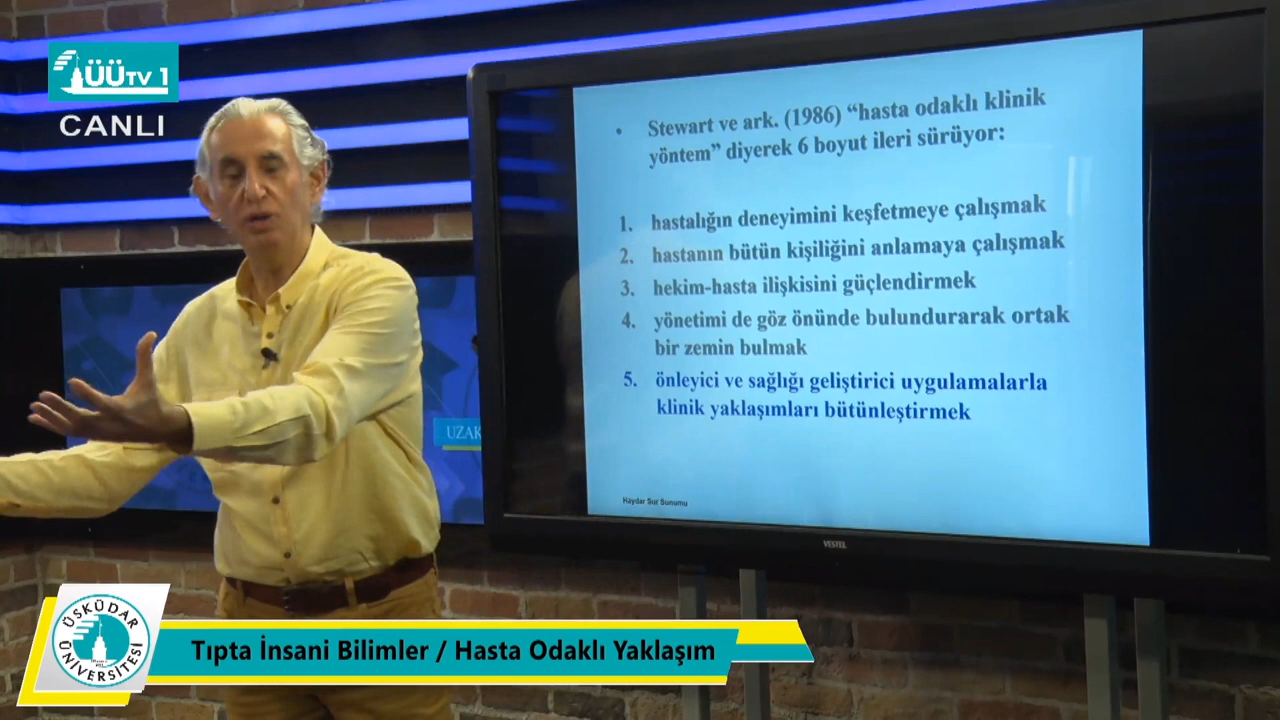 ÜÜTV 1
CANLI
• Stewart ve ark. (1986) “hasta odaklı klinik
yöntem” diyerek 6 boyut ileri sürüyor:
1. hastalığın deneyimini keşfetmeye çalışmak
2. hastanın bütün kişiliğini anlamaya çalışmak
3. hekim-hasta ilişkisini güçlendirmek
4. yönetimi de göz önünde bulundurarak ortak
bir zemin bulmak
5. önleyici ve sağlığı geliştirici uygulamalarla
klinik yaklaşımları bütünleştirmek
Haydar Sur Sunumu
VESTEL
UZAK
ÜSKÜDAR
ÜNİVERSİTESİ
Tıpta İnsani Bilimler / Hasta Odaklı Yaklaşım